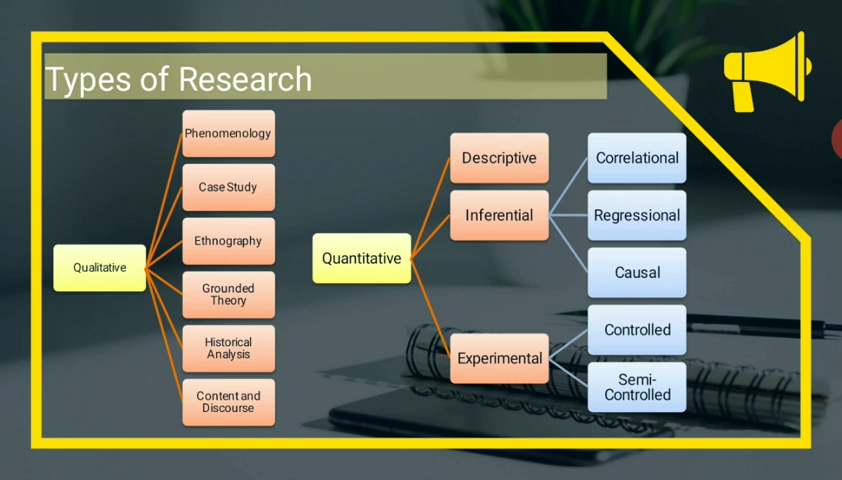 Types of Research
Qualitative
Phenomenology
Case Study
Ethnography
Grounded
Theory
Historical
Analysis
Content and
Discourse
Quantitative
Descriptive
Inferential
Correlational
Regressional
Causal
Experimental
Controlled
Semi-
Controlled